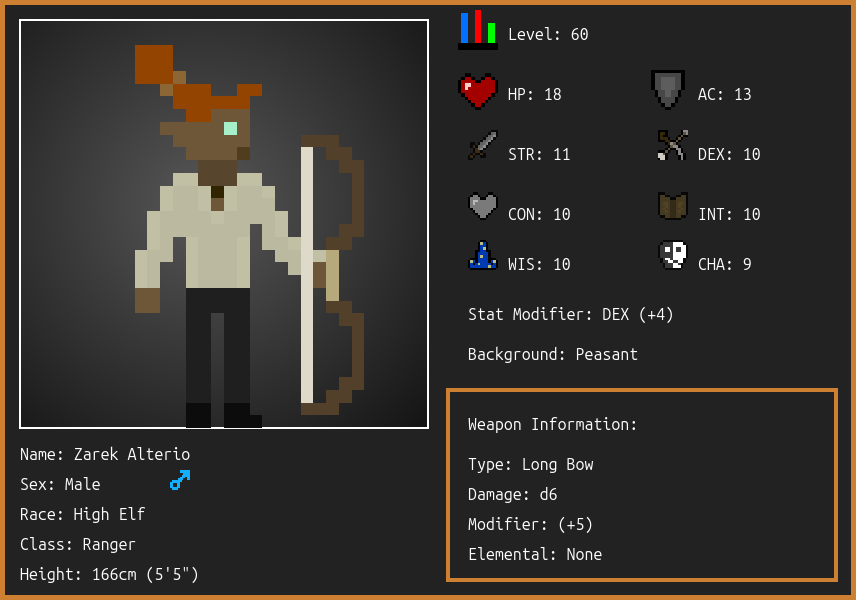 Level: 60
HP: 18
AC: 13
STR: 11
DEX: 10
CON: 10
INT: 10
WIS: 10
CHA: 9
Stat Modifier: DEX (+4)
Background: Peasant
Weapon Information:
Type: Long Bow
Damage: d6
Modifier: (+5)
Elemental: None
Name: Zarek Alterio
Sex: Male
Race: High Elf
Class: Ranger
Height: 166cm (5'5")